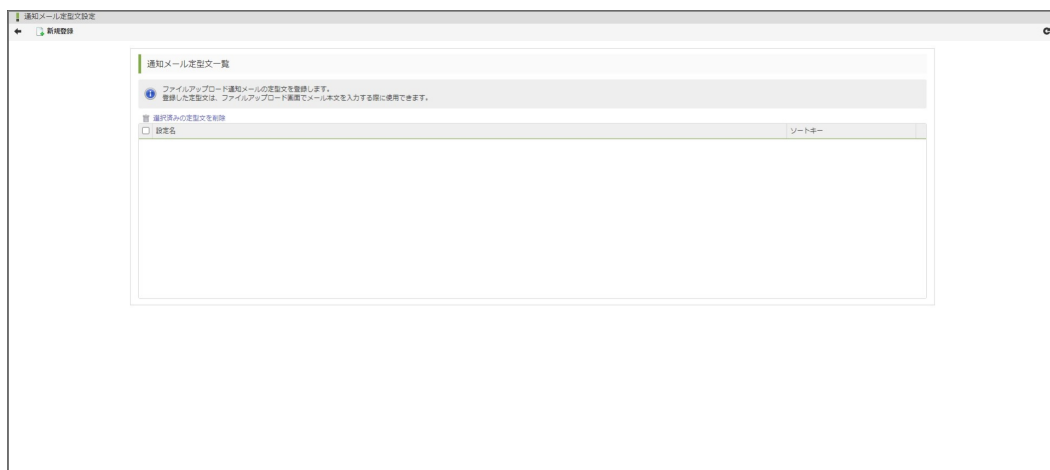 通知メール定型文設定
新規登録
通知メール定型文一覧
ファイルアップロード通知メールの定型文を登録します。
登録した定型文は、ファイルアップロード画面でメール本文を入力する際に使用できます。
選択済みの定型文を削除
設定名 ソートキー